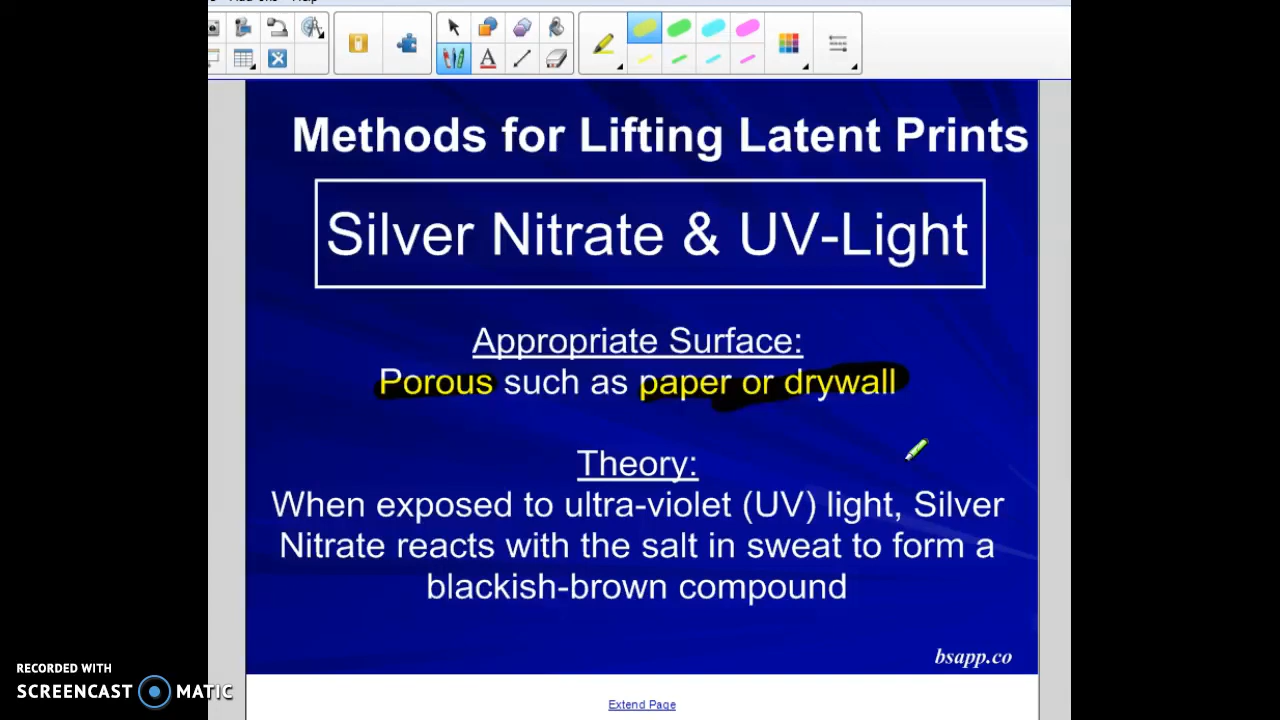 Methods for Lifting Latent Prints
Silver Nitrate & UV-Light
Appropriate Surface:
Porous such as paper or drywall
Theory:
When exposed to ultra-violet (UV) light, Silver
Nitrate reacts with the salt in sweat to form a
blackish-brown compound
bsapp.co
RECORDED WITH
SCREENCAST MATIC
Extend Page